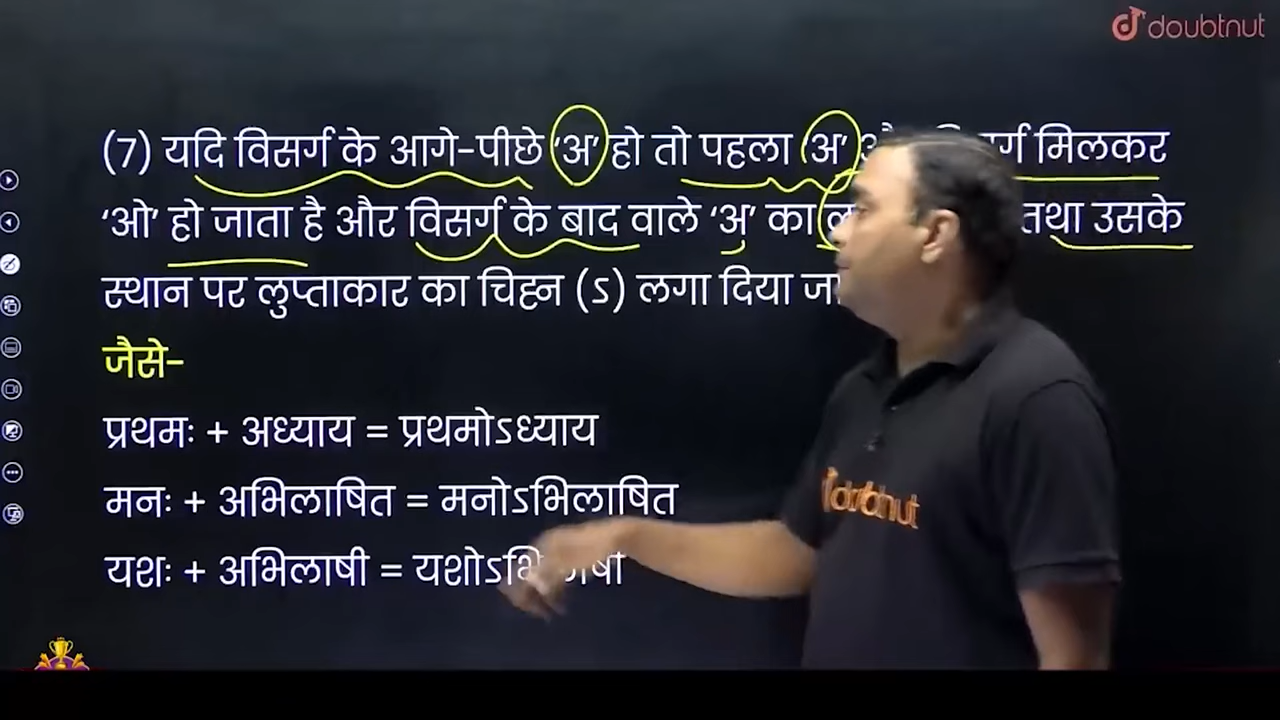 doubtnut
(7) यदि विसर्ग के आगे-पीछे 'अ' हो तो पहला 'अ' मिलकर
'ओ' हो जाता है और विसर्ग के बाद वाले 'अ' का तथा उसके
स्थान पर लुप्ताकार का चिह्न (ऽ) लगा दिया
जैसे-
प्रथमः + अध्याय = प्रथमोऽध्याय
मनः + अभिलाषित = मनोऽभिलाषित
यशः + अभिलाषी =
doubtnut